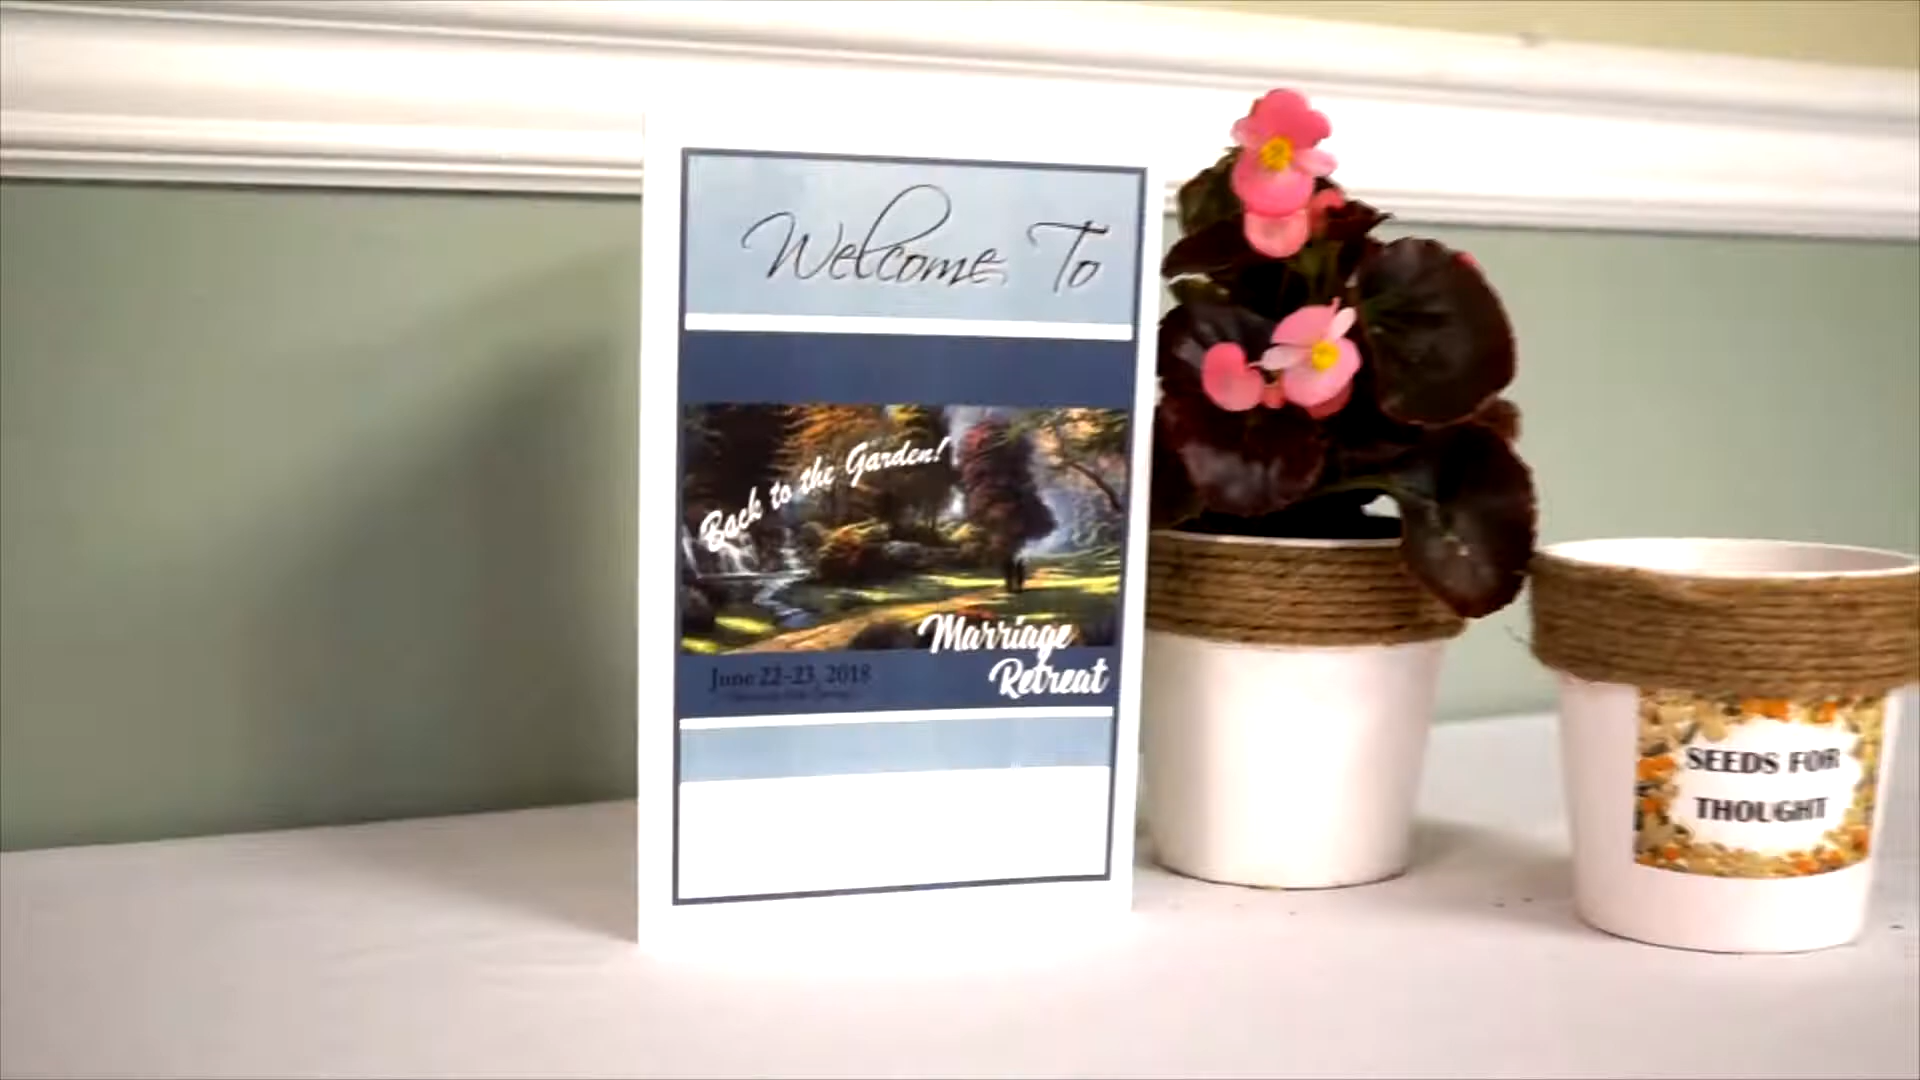 Welcome To
Back to the Garden!
Marriage
Retreat
June 22-23, 2018
SEEDS FOR
THOUGHT